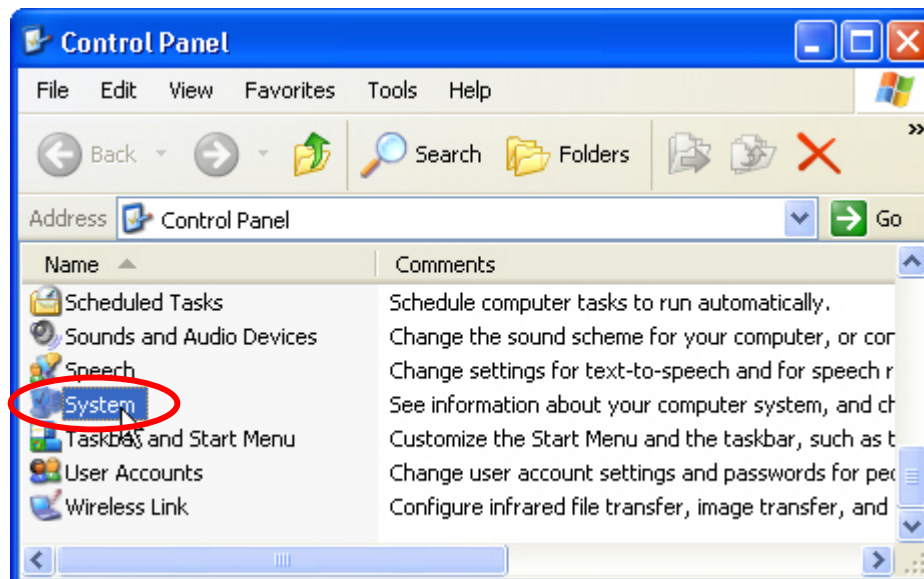 Control Panel
File Edit View Favorites Tools Help
Back Search Folders
Address Control Panel Go
Name Comments
Scheduled Tasks Schedule computer tasks to run automatically.
Sounds and Audio Devices Change the sound scheme for your computer, or con
Speech Change settings for text-to-speech and for speech r
System See information about your computer system, and ch
Taskbar and Start Menu Customize the Start Menu and the taskbar, such as t
User Accounts Change user account settings and passwords for peo
Wireless Link Configure infrared file transfer, image transfer, and